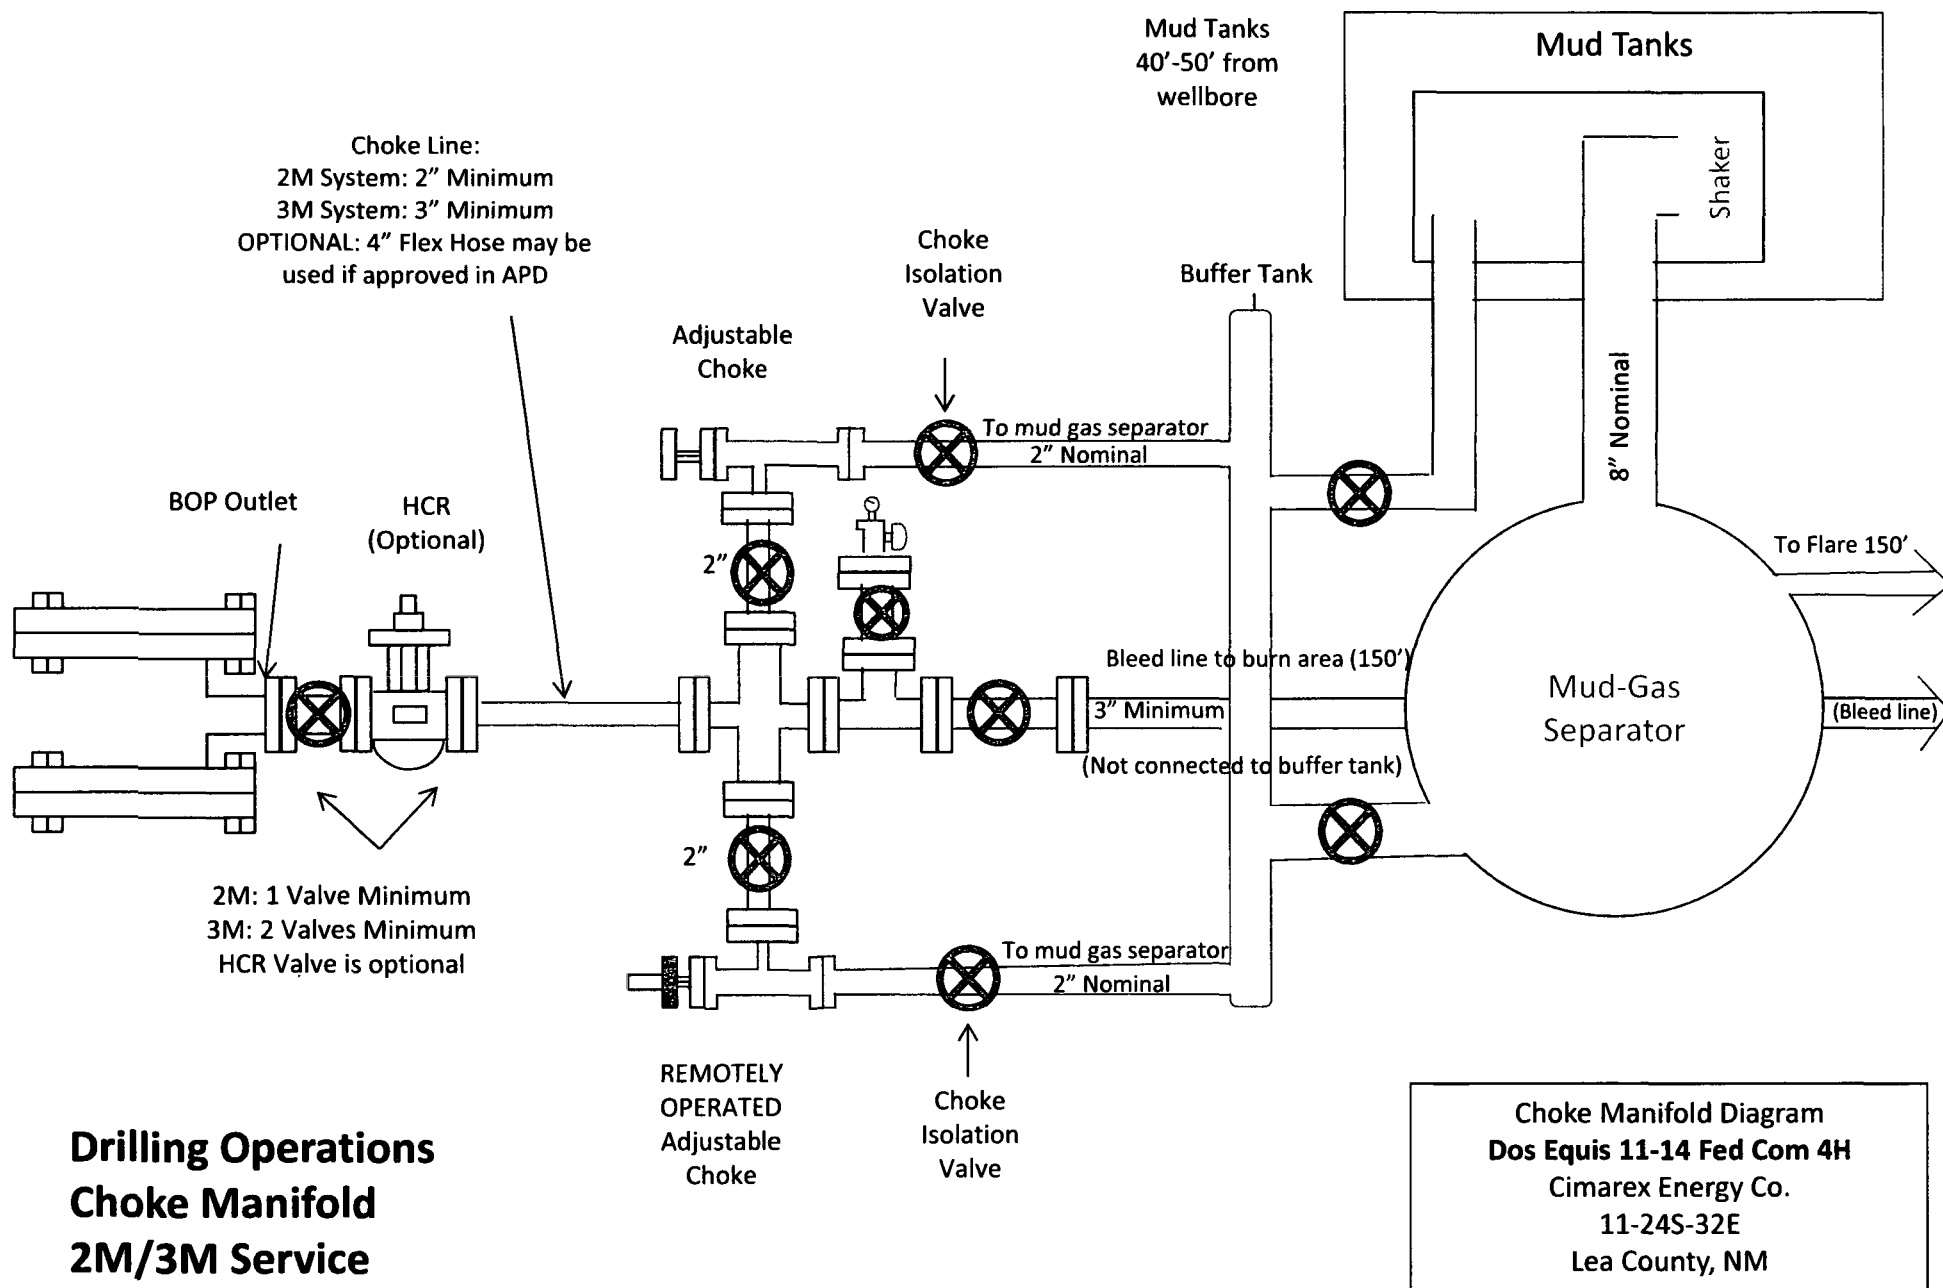 Mud Tanks
40’-50’ from
wellbore
Mud Tanks
Shaker
Choke Line:
2M System: 2” Minimum
3M System: 3” Minimum
OPTIONAL: 4” Flex Hose may be
used if approved in APD
Choke
Isolation
Valve
Buffer Tank
Adjustable
Choke
8” Nominal
To mud gas separator
2” Nominal
BOP Outlet
HCR
(Optional)
2”
To Flare 150’
Bleed line to burn area (150’)
3” Minimum
(Not connected to buffer tank)
Mud-Gas
Separator
(Bleed line)
2”
2M: 1 Valve Minimum
3M: 2 Valves Minimum
HCR Valve is optional
To mud gas separator
2” Nominal
REMOTELY
OPERATED
Adjustable
Choke
Choke
Isolation
Valve
Drilling Operations
Choke Manifold
2M/3M Service
Choke Manifold Diagram
Dos Equis 11-14 Fed Com 4H
Cimarex Energy Co.
11-24S-32E
Lea County, NM